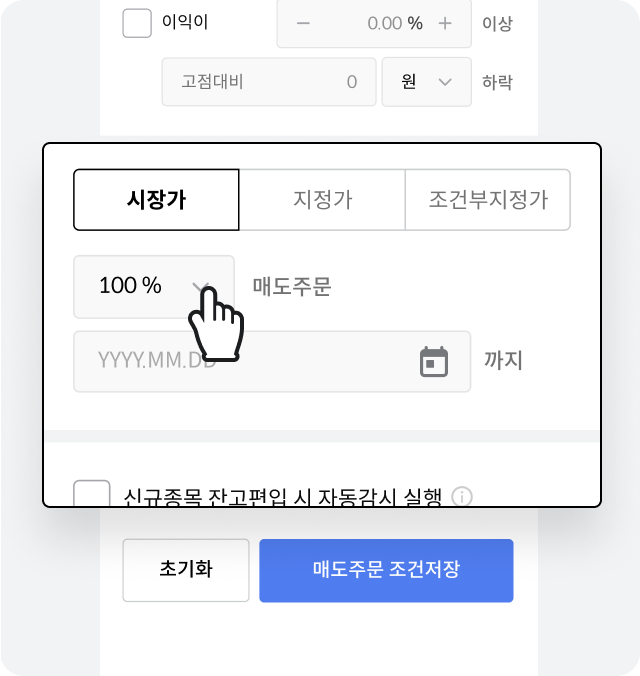 이익이 − 0.00 % + 이상
고점대비 0 원 하락
시장가 지정가 조건부지정가
100 % 매도주문
YYYY.MM.DD 까지
신규종목 잔고편입 시 자동감시 실행
초기화 매도주문 조건저장